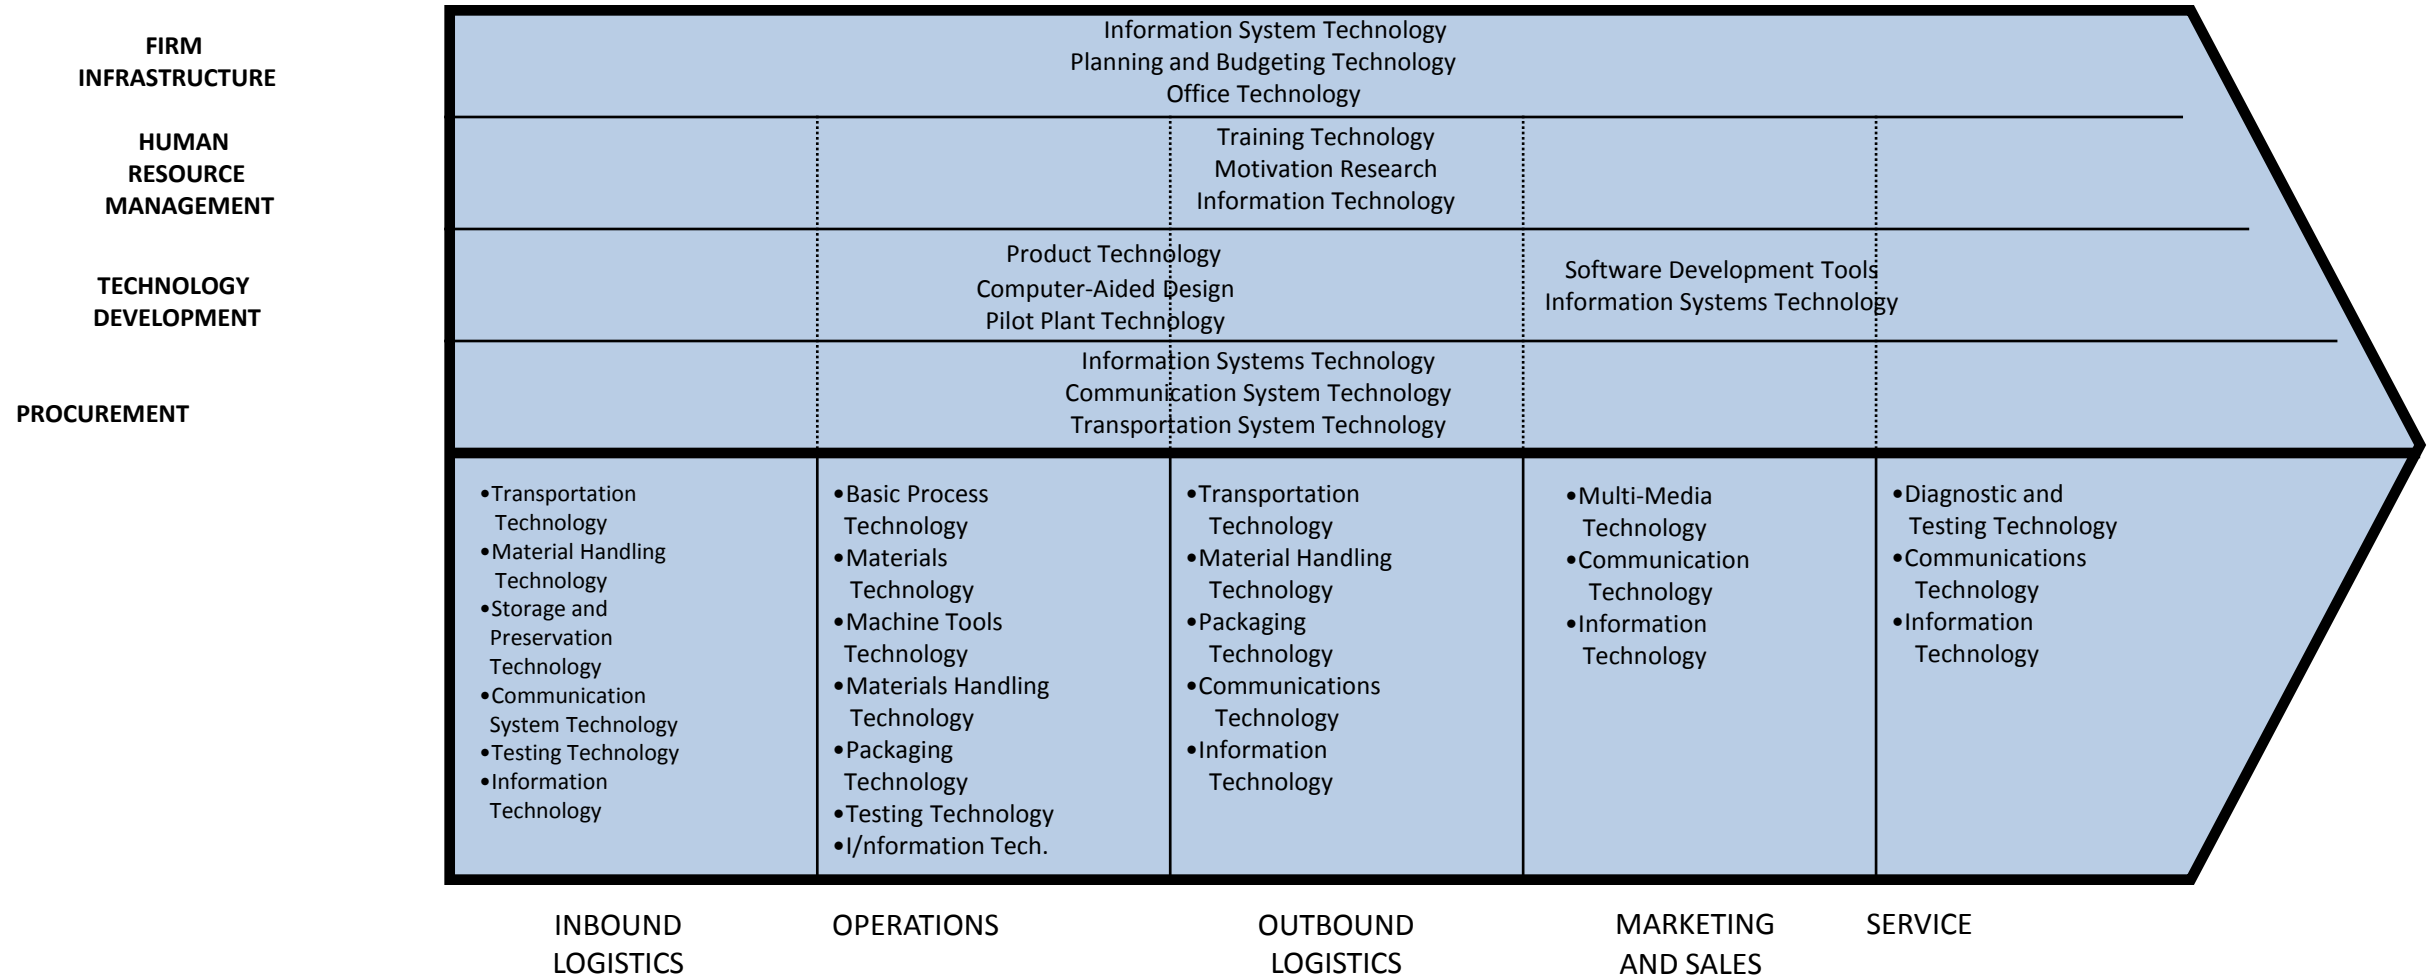 FIRM
INFRASTRUCTURE
Information System Technology
Planning and Budgeting Technology
Office Technology
HUMAN
RESOURCE
MANAGEMENT
Training Technology
Motivation Research
Information Technology
TECHNOLOGY
DEVELOPMENT
Product Technology
Computer-Aided Design
Pilot Plant Technology
Software Development Tools
Information Systems Technology
PROCUREMENT
Information Systems Technology
Communication System Technology
Transportation System Technology
•Transportation
Technology
•Material Handling
Technology
•Storage and
Preservation
Technology
•Communication
System Technology
•Testing Technology
•Information
Technology
•Basic Process
Technology
•Materials
Technology
•Machine Tools
Technology
•Materials Handling
Technology
•Packaging
Technology
•Testing Technology
•I/nformation Tech.
•Transportation
Technology
•Material Handling
Technology
•Packaging
Technology
•Communications
Technology
•Information
Technology
•Multi-Media
Technology
•Communication
Technology
•Information
Technology
•Diagnostic and
Testing Technology
•Communications
Technology
•Information
Technology
INBOUND
LOGISTICS
OPERATIONS
OUTBOUND
LOGISTICS
MARKETING
AND SALES
SERVICE